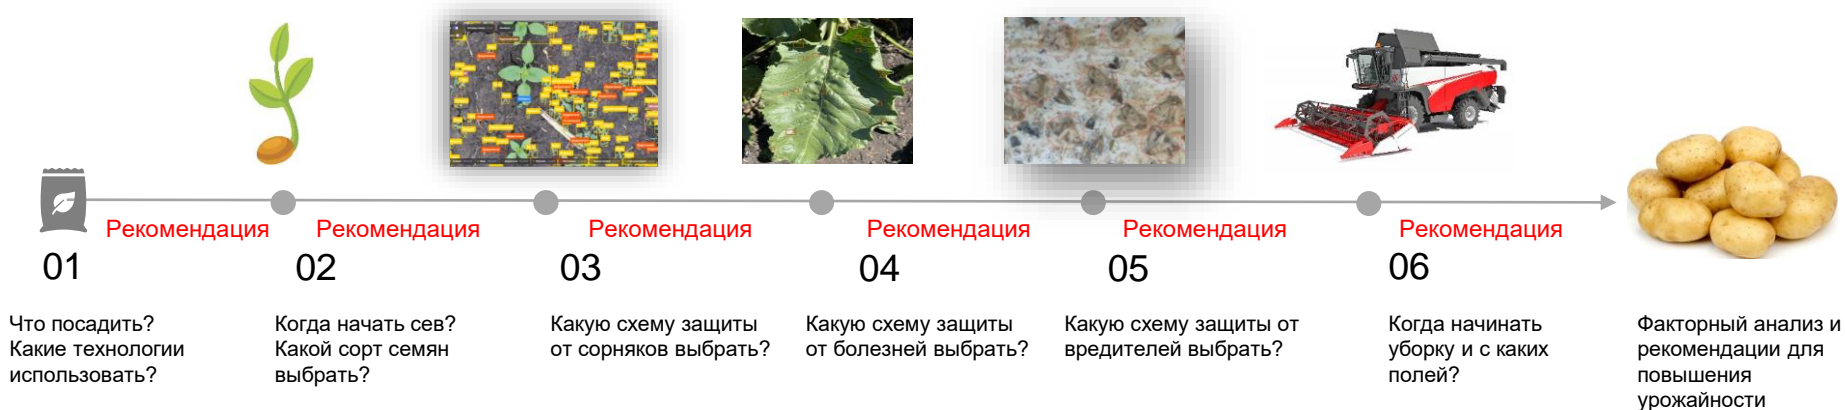 Рекомендация
Рекомендация
Рекомендация
Рекомендация
Рекомендация
Рекомендация
01
02
03
04
05
06
Что посадить?
Какие технологии
использовать?
Когда начать сев?
Какой сорт семян
выбрать?
Какую схему защиты
от сорняков выбрать?
Какую схему защиты
от болезней выбрать?
Какую схему защиты от
вредителей выбрать?
Когда начинать
уборку и с каких
полей?
Факторный анализ и
рекомендации для
повышения
урожайности